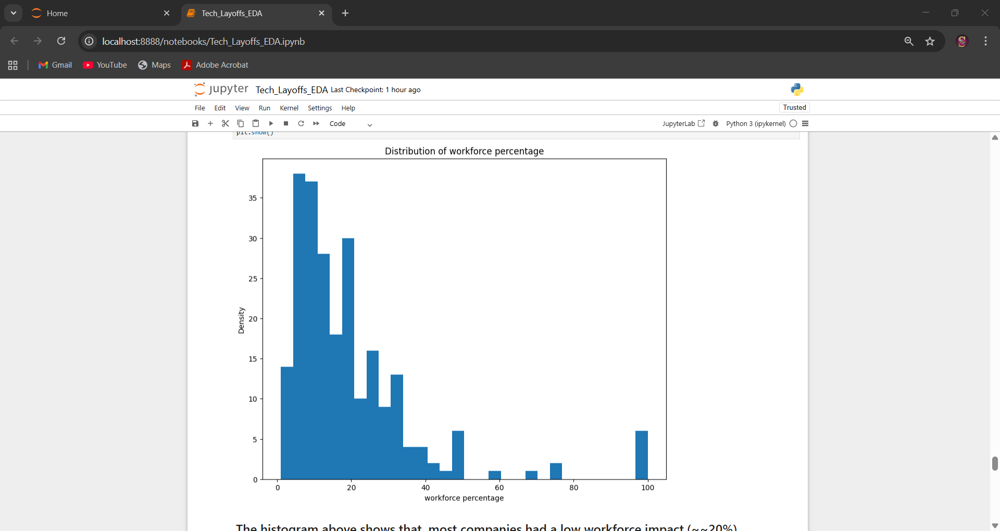 Home
Tech_Layoffs_EDA
localhost:8888/notebooks/Tech_Layoffs_EDA.ipynb
Gmail
YouTube
Maps
Adobe Acrobat
jupyter
Tech_Layoffs_EDA Last Checkpoint: 1 hour ago
File Edit View Run Kernel Settings Help
Trusted
Code
JupyterLab
Python 3 (ipykernel)
plt.show()
Distribution of workforce percentage
35
30
25
20
15
10
5
0
Density
0 20 40 60 80 100
workforce percentage
The histogram above shows that, most companies had a low workforce impact (~~20%)